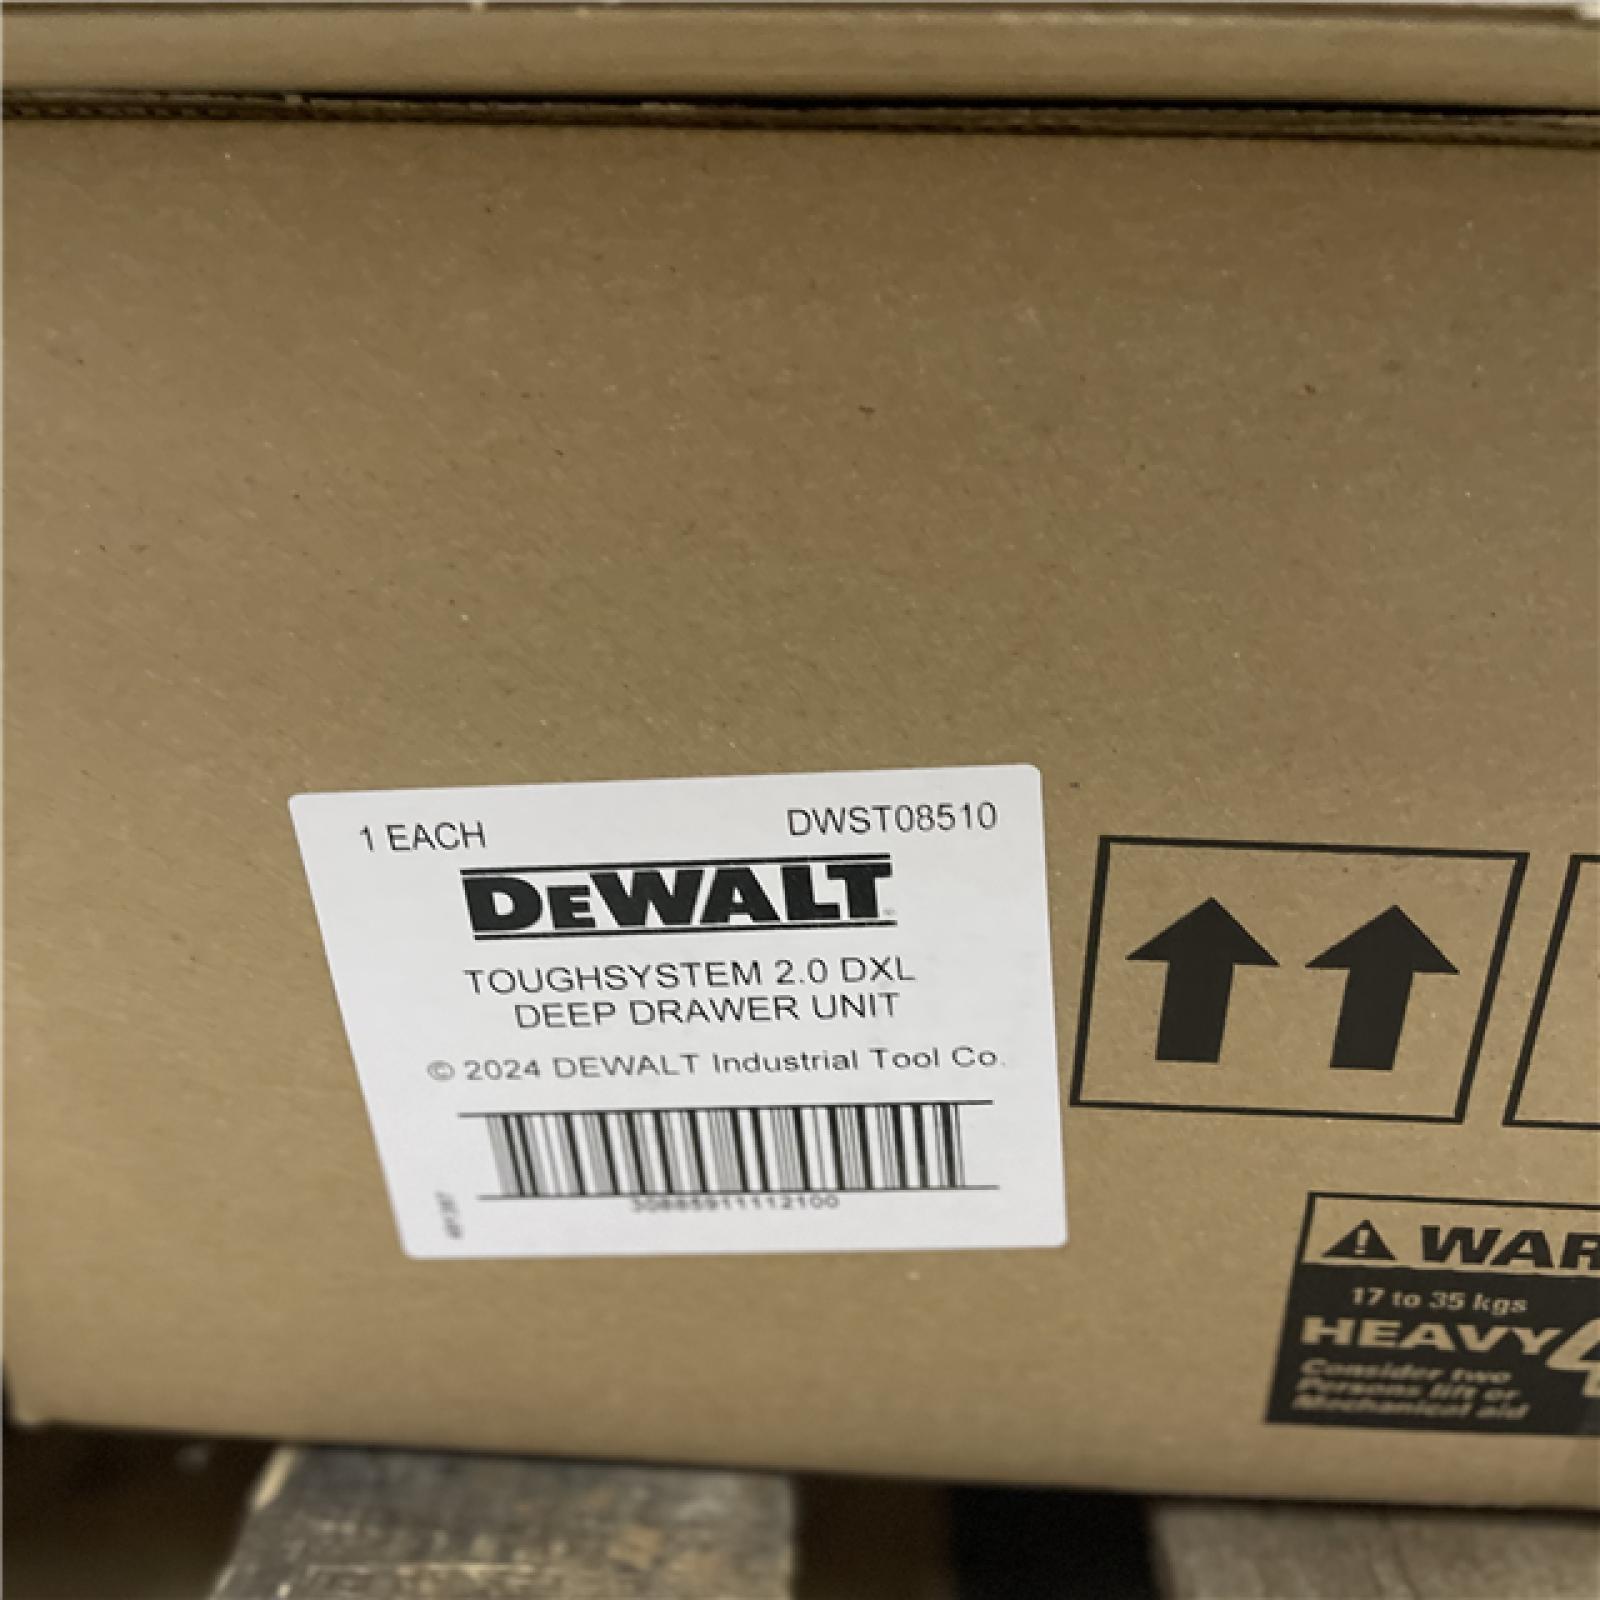 1 EACH
DWST08510
DEWALT
TOUGHSYSTEM 2.0 DXL
DEEP DRAWER UNIT
© 2024 DEWALT Industrial Tool Co.
30885911112100
WAR
17 to 35 kgs
HEAVY
Consider two
Persons lift or
Mechanical aid